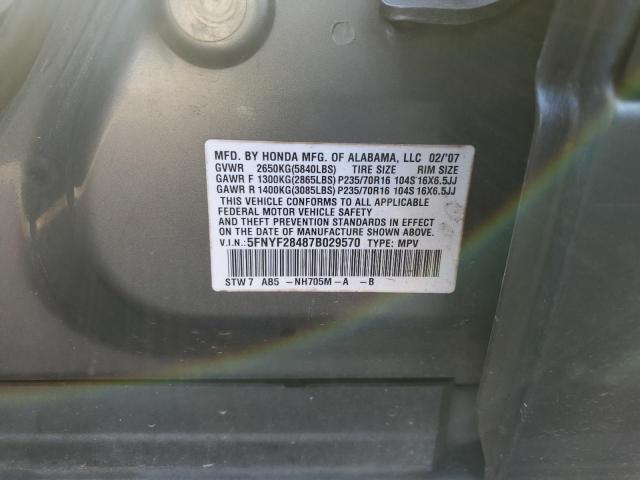 MFD. BY HONDA MFG. OF ALABAMA, LLC 02/'07
GVWR 2650KG(5840LBS) TIRE SIZE RIM SIZE
GAWR F 1300KG(2865LBS) P235/70R16 104S 16X6.5JJ
GAWR R 1400KG(3085LBS) P235/70R16 104S 16X6.5JJ
THIS VEHICLE CONFORMS TO ALL APPLICABLE
FEDERAL MOTOR VEHICLE SAFETY
AND THEFT PREVENTION STANDARDS IN EFFECT
ON THE DATE OF MANUFACTURE SHOWN ABOVE.
V.I.N.:5FNYF28487B029570 TYPE: MPV
STW7 AB5 -NH705M-A -B